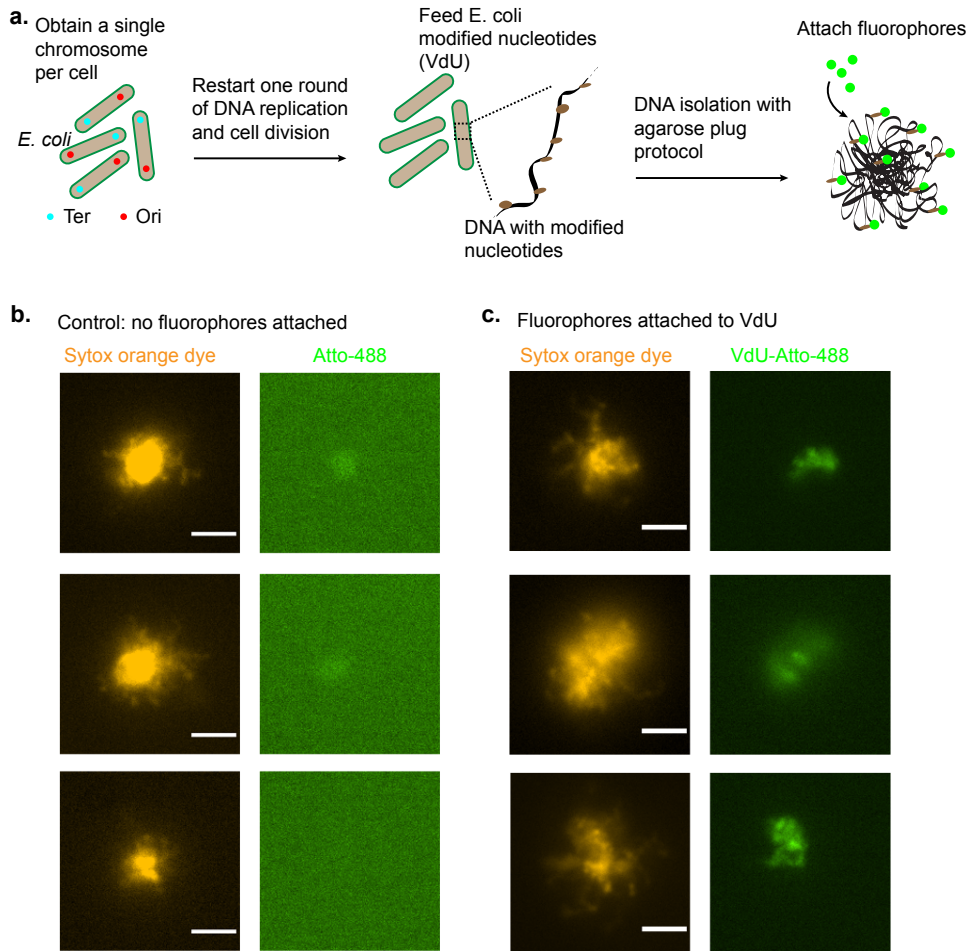 a.
Obtain a single
chromosome
per cell
E. coli
Ter
Ori
Restart one round
of DNA replication
and cell division
Feed E. coli
modified nucleotides
(VdU)
DNA with modified
nucleotides
DNA isolation with
agarose plug
protocol
Attach fluorophores
b.
Control: no fluorophores attached
Sytox orange dye
Atto-488
c.
Fluorophores attached to VdU
Sytox orange dye
VdU-Atto-488